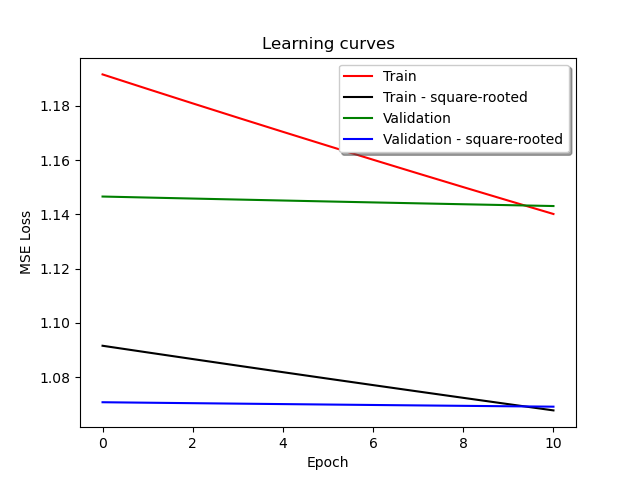 Learning curves
Train
Train - square-rooted
Validation
Validation - square-rooted
MSE Loss
1.18
1.16
1.14
1.12
1.10
1.08
0 2 4 6 8 10
Epoch